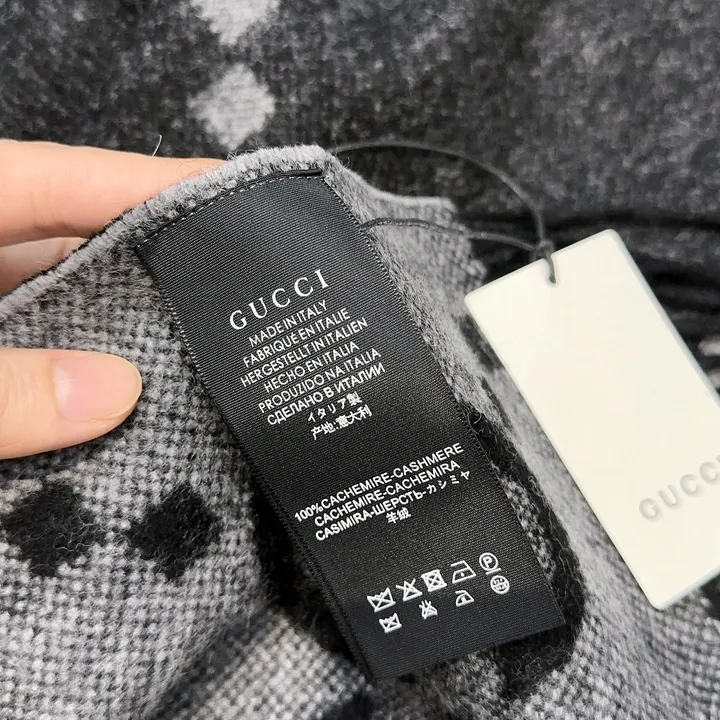 GUCCI
MADE IN ITALY
FABRIQUÉ EN ITALIE
HERGESTELLT IN ITALIEN
HECHO EN ITALIA
PRODUZIDO NA ITALIA
СДЕЛАНО В ИТАЛИИ
イタリア製
产地:意大利
100%CACHEMIRE-CASHMERE
CACHEMIRE-CACHEMIRA
CASIMIRA-ШЕРСТЬ-カシミヤ
羊绒
GUCCI